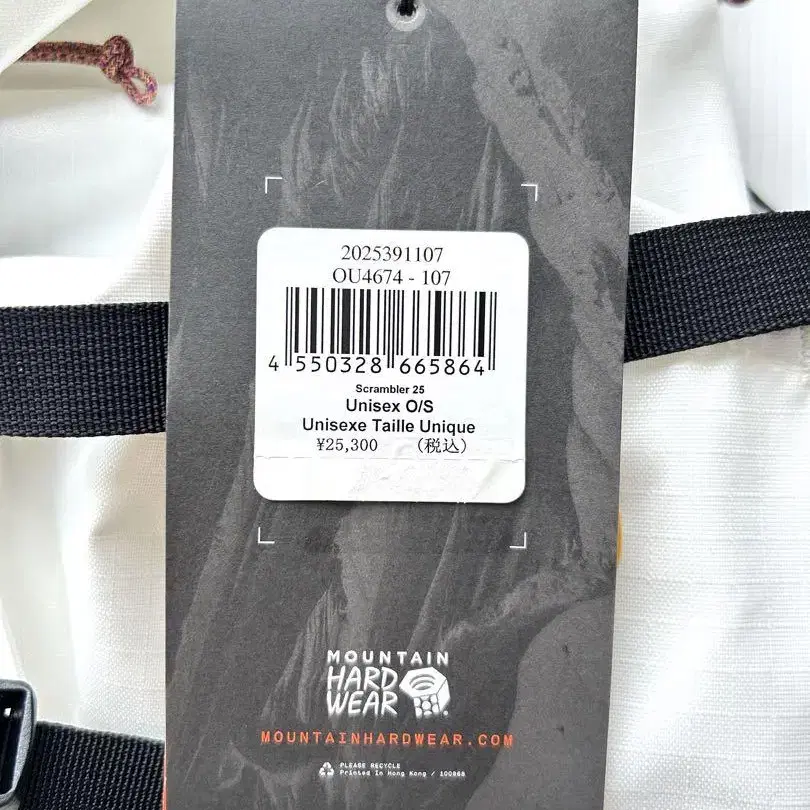 2025391107
OU4674 - 107
4 550328 665864
Scrambler 25
Unisex O/S
Unisexe Taille Unique
¥25,300 （税込）
MOUNTAIN
HARD
WEAR
MOUNTAINHARDWEAR.COM
PLEASE RECYCLE
Printed In Hong Kong / 100868